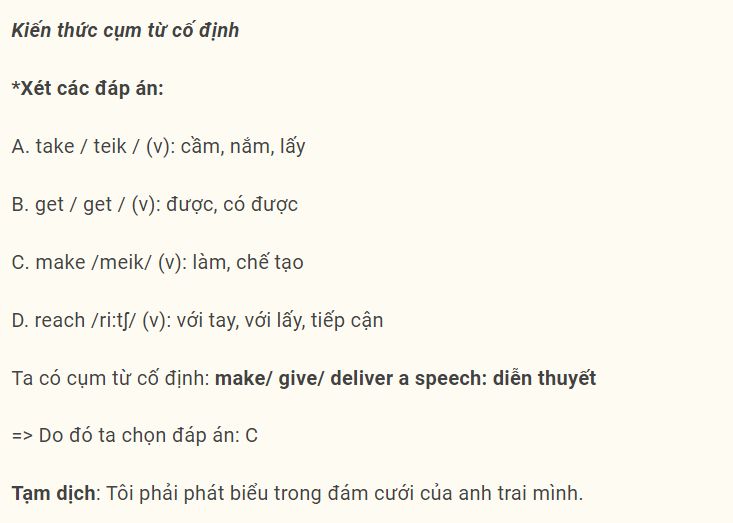 Kiến thức cụm từ cố định
*Xét các đáp án:
A. take / teik / (v): cầm, nắm, lấy
B. get / get / (v): được, có được
C. make /meik/ (v): làm, chế tạo
D. reach /ri:tʃ/ (v): với tay, với lấy, tiếp cận
Ta có cụm từ cố định: make/ give/ deliver a speech: diễn thuyết
=> Do đó ta chọn đáp án: C
Tạm dịch: Tôi phải phát biểu trong đám cưới của anh trai mình.